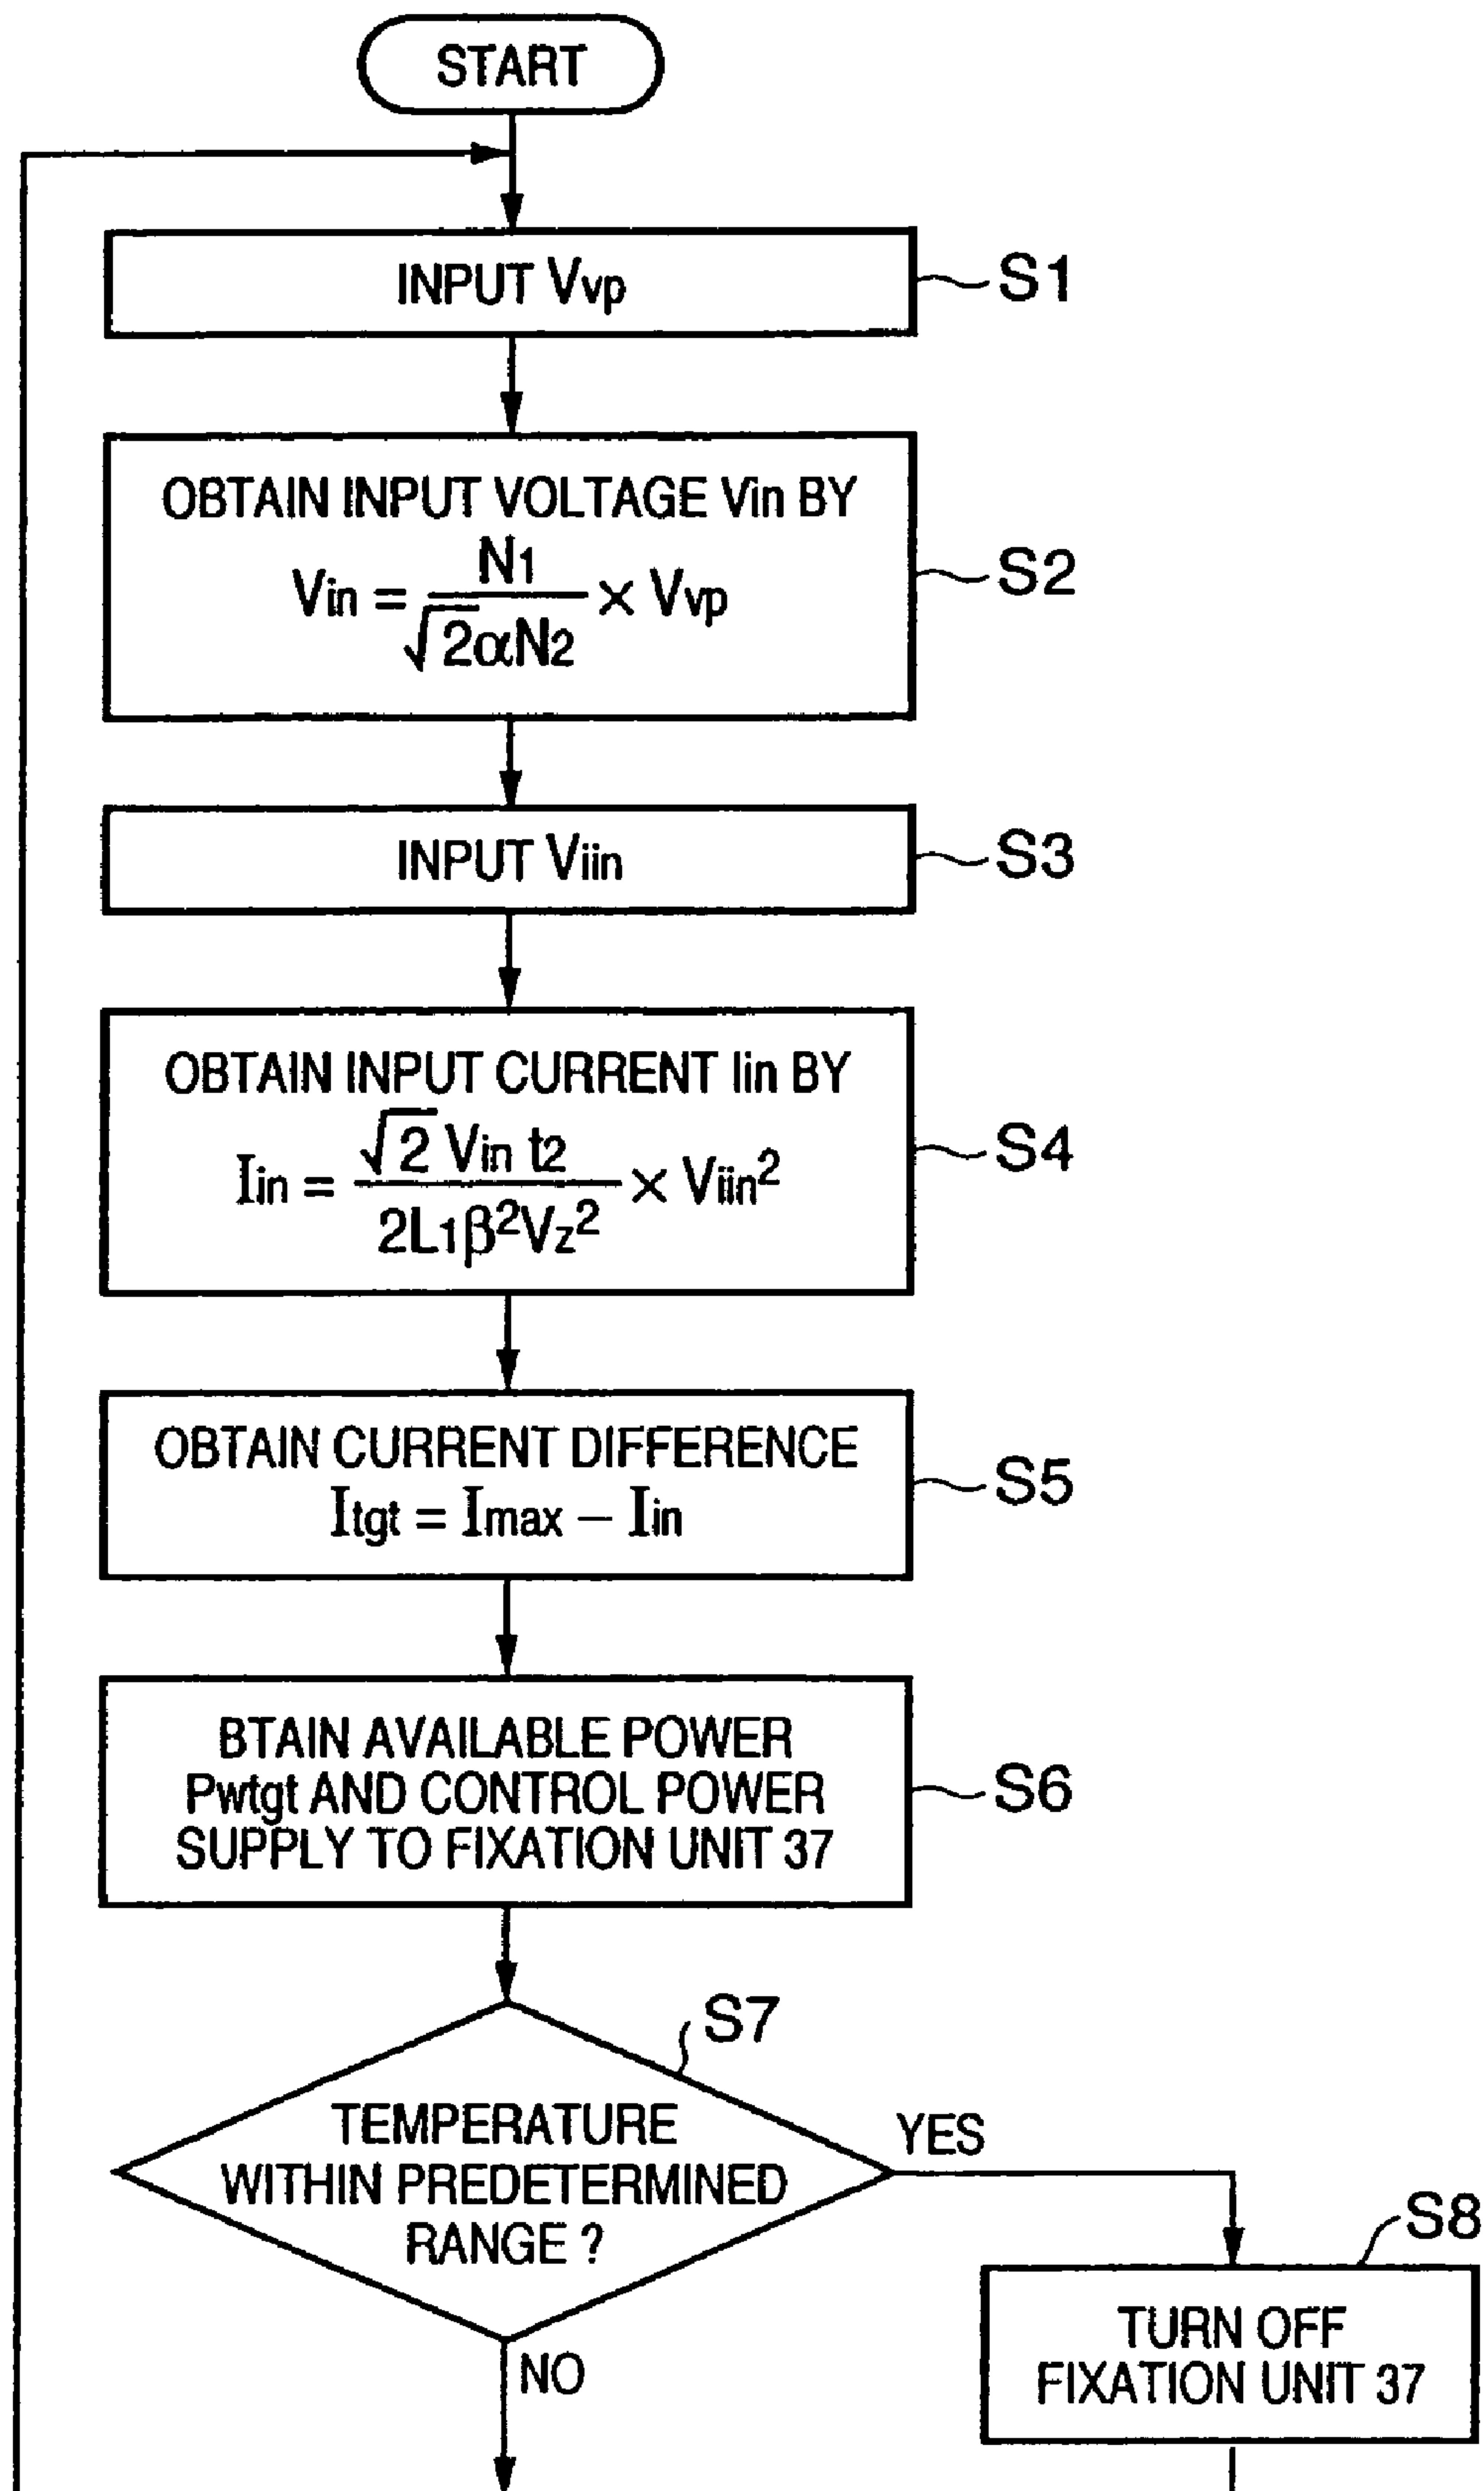 START
INPUT Vvp
S1
OBTAIN INPUT VOLTAGE Vin BY
Vin = N1 / √2αN2 × Vvp
S2
INPUT Viin
S3
OBTAIN INPUT CURRENT Iin BY
Iin = √2 Vin t2 / 2L1β²Vz² × Viin²
S4
OBTAIN CURRENT DIFFERENCE
Itgt = Imax − Iin
S5
BTAIN AVAILABLE POWER
Pwtgt AND CONTROL POWER
SUPPLY TO FIXATION UNIT 37
S6
S7
TEMPERATURE
WITHIN PREDETERMINED
RANGE ?
YES
NO
S8
TURN OFF
FIXATION UNIT 37